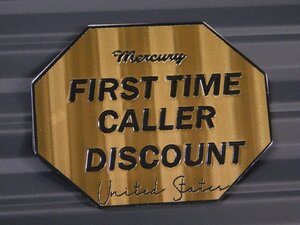 Mercury
FIRST TIME
CALLER
DISCOUNT
United States